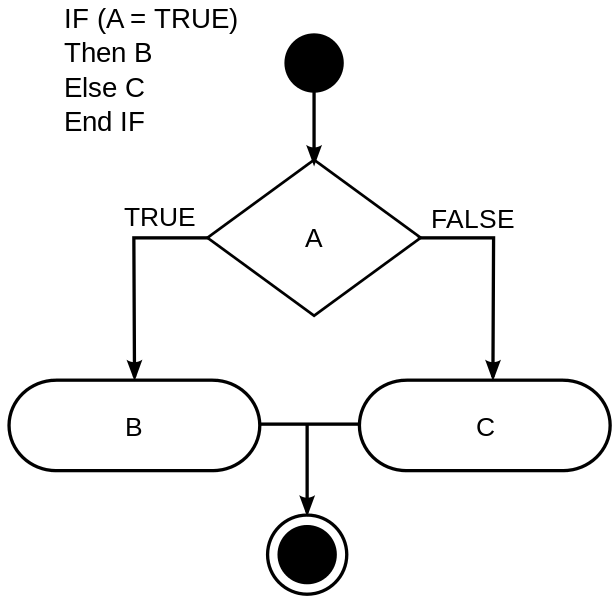 IF (A = TRUE)
Then B
Else C
End IF
TRUE
FALSE
A
B
C